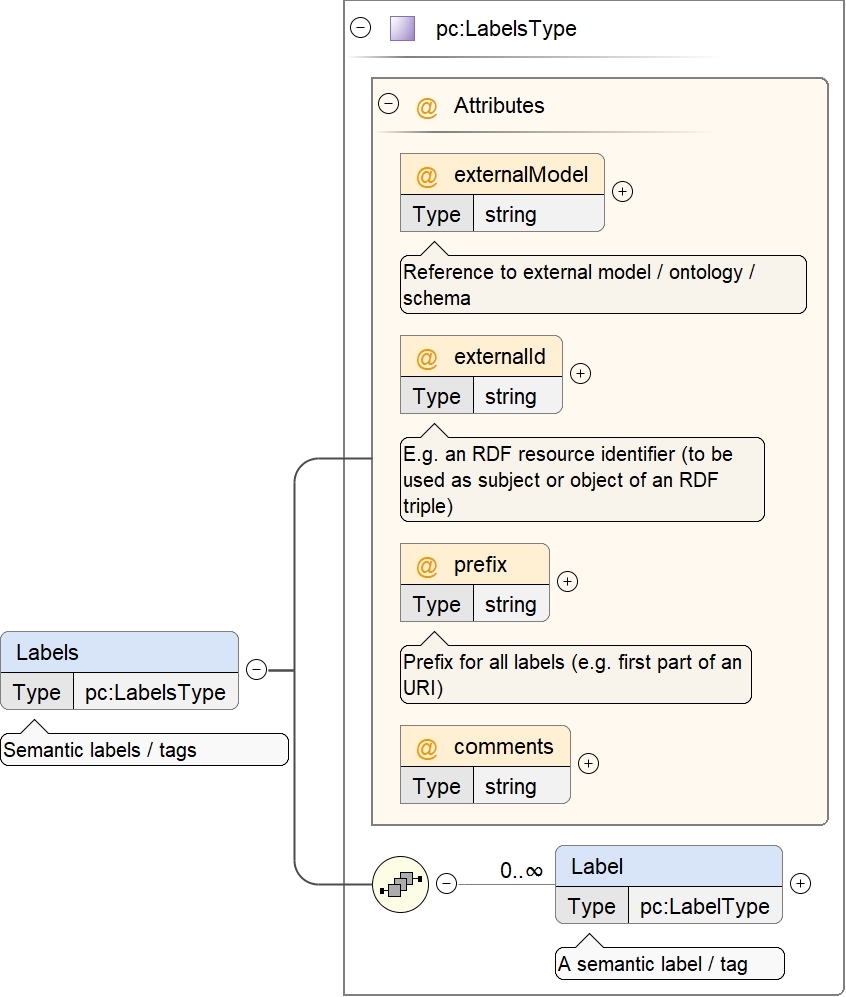 pc:LabelsType
@ Attributes
@ externalModel
Type string
Reference to external model / ontology /
schema
@ externalId
Type string
E.g. an RDF resource identifier (to be
used as subject or object of an RDF
triple)
@ prefix
Type string
Prefix for all labels (e.g. first part of an
URI)
Labels
Type pc:LabelsType
Semantic labels / tags
@ comments
Type string
0..∞
Label
Type pc:LabelType
A semantic label / tag